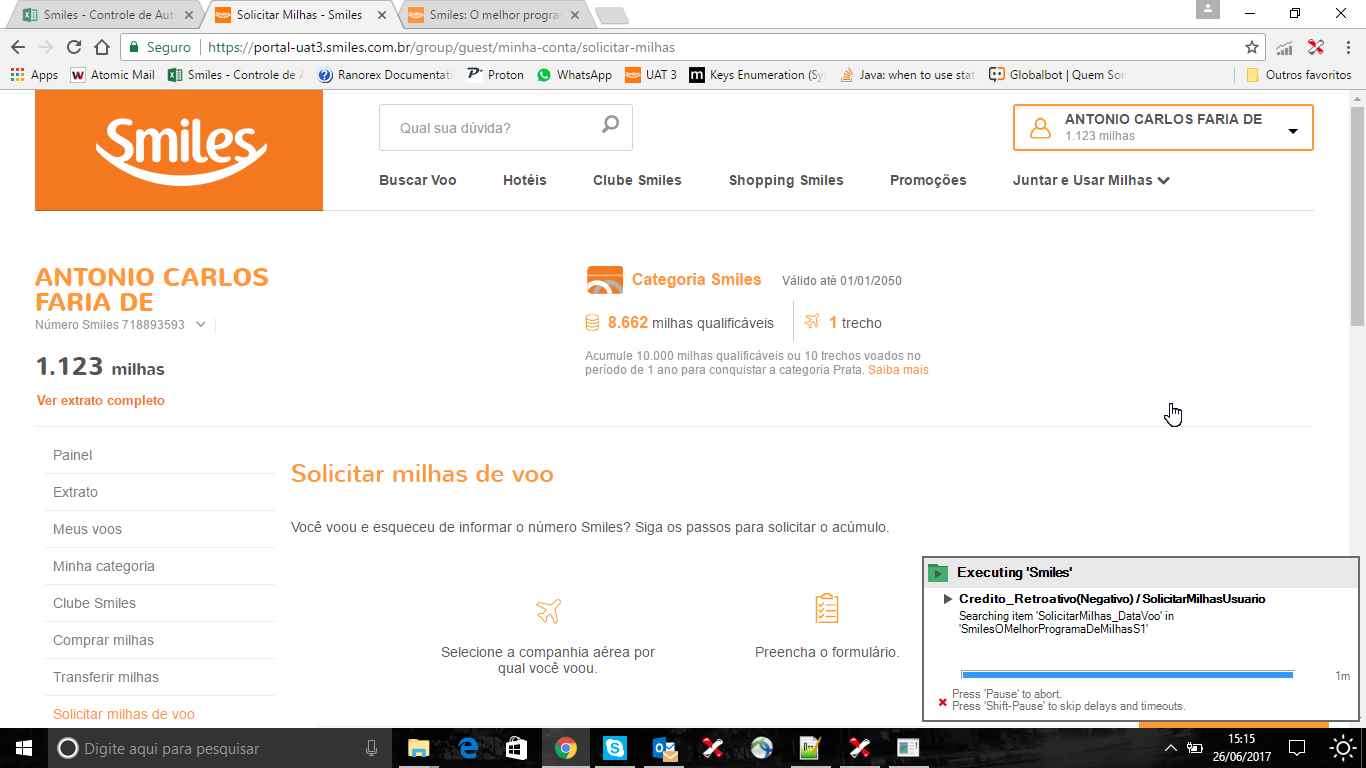 Smiles - Controle de Aut
Solicitar Milhas - Smiles
Smiles: O melhor progra
Seguro
https://portal-uat3.smiles.com.br/group/guest/minha-conta/solicitar-milhas
Apps
Atomic Mail
Smiles - Controle de A
Ranorex Documentat
Proton
WhatsApp
UAT 3
Keys Enumeration (Sy
Java: when to use stat
Globalbot | Quem Som
Outros favoritos
Smiles
Qual sua dúvida?
ANTONIO CARLOS FARIA DE
1.123 milhas
Buscar Voo
Hotéis
Clube Smiles
Shopping Smiles
Promoções
Juntar e Usar Milhas
ANTONIO CARLOS
FARIA DE
Número Smiles 718893593
1.123 milhas
Ver extrato completo
Categoria Smiles
Válido até 01/01/2050
8.662 milhas qualificáveis
1 trecho
Acumule 10.000 milhas qualificáveis ou 10 trechos voados no
período de 1 ano para conquistar a categoria Prata. Saiba mais
Painel
Extrato
Meus voos
Minha categoria
Clube Smiles
Comprar milhas
Transferir milhas
Solicitar milhas de voo
Solicitar milhas de voo
Você voou e esqueceu de informar o número Smiles? Siga os passos para solicitar o acúmulo.
Selecione a companhia aérea por
qual você voou.
Preencha o formulário.
Executing 'Smiles'
Credito_Retroativo(Negativo) / SolicitarMilhasUsuario
Searching item 'SolicitarMilhas_DataVoo' in
'SmilesOMelhorProgramaDeMilhasS1'
1m
Press 'Pause' to abort.
Press 'Shift-Pause' to skip delays and timeouts.
Digite aqui para pesquisar
15:15
26/06/2017